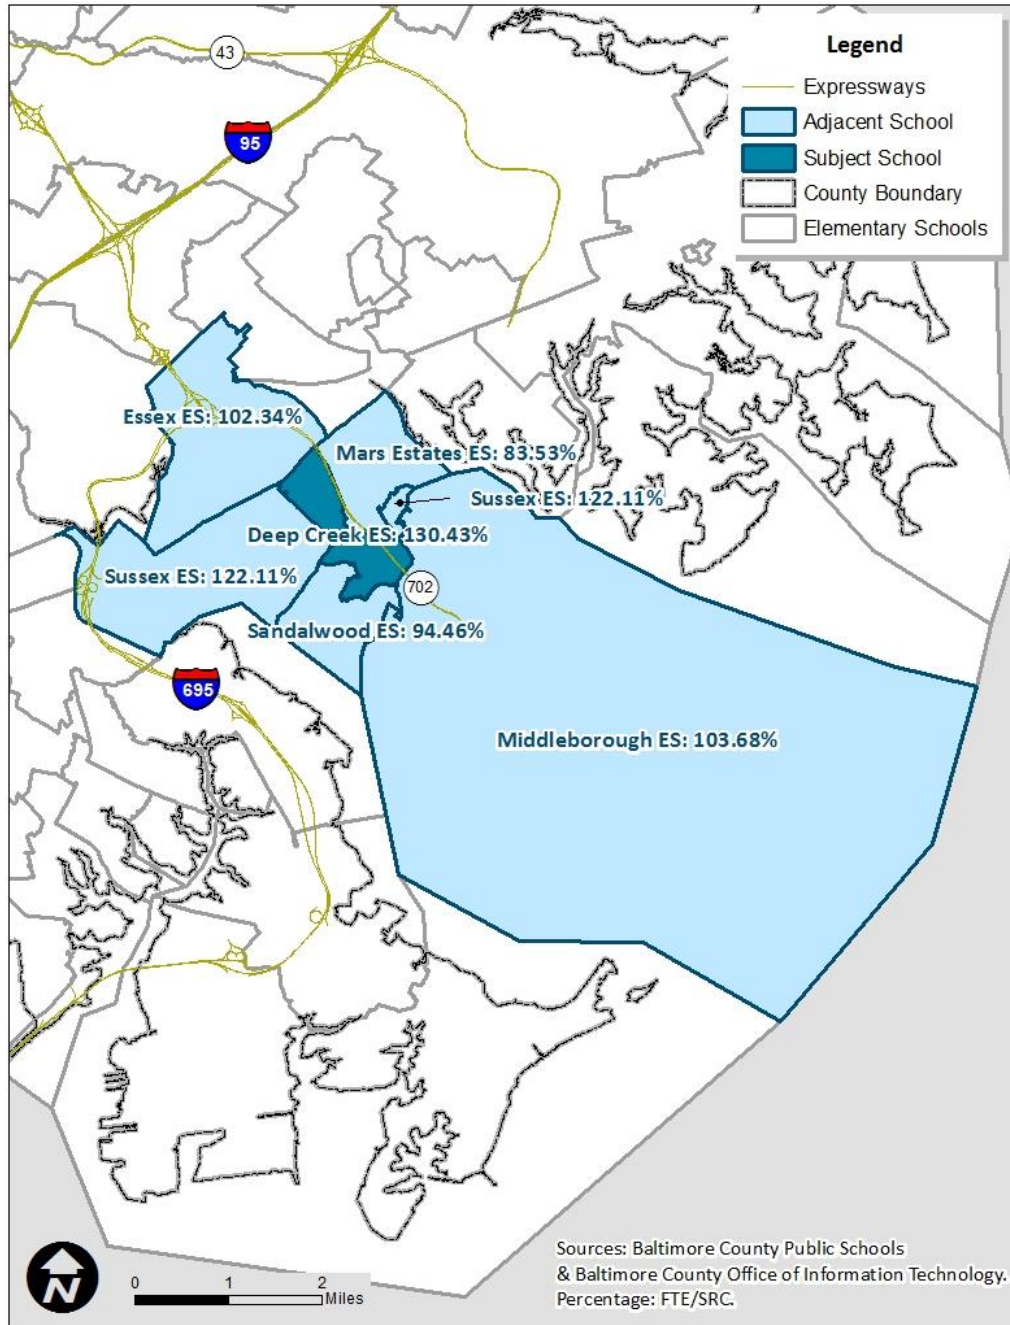 43
95
Legend
Expressways
Adjacent School
Subject School
County Boundary
Elementary Schools
Essex ES: 102.34%
Mars Estates ES: 83.53%
Sussex ES: 122.11%
Deep Creek ES: 130.43%
Sussex ES: 122.11%
702
Sandalwood ES: 94.46%
695
Middleborough ES: 103.68%
N
0 1 2
Miles
Sources: Baltimore County Public Schools
& Baltimore County Office of Information Technology.
Percentage: FTE/SRC.